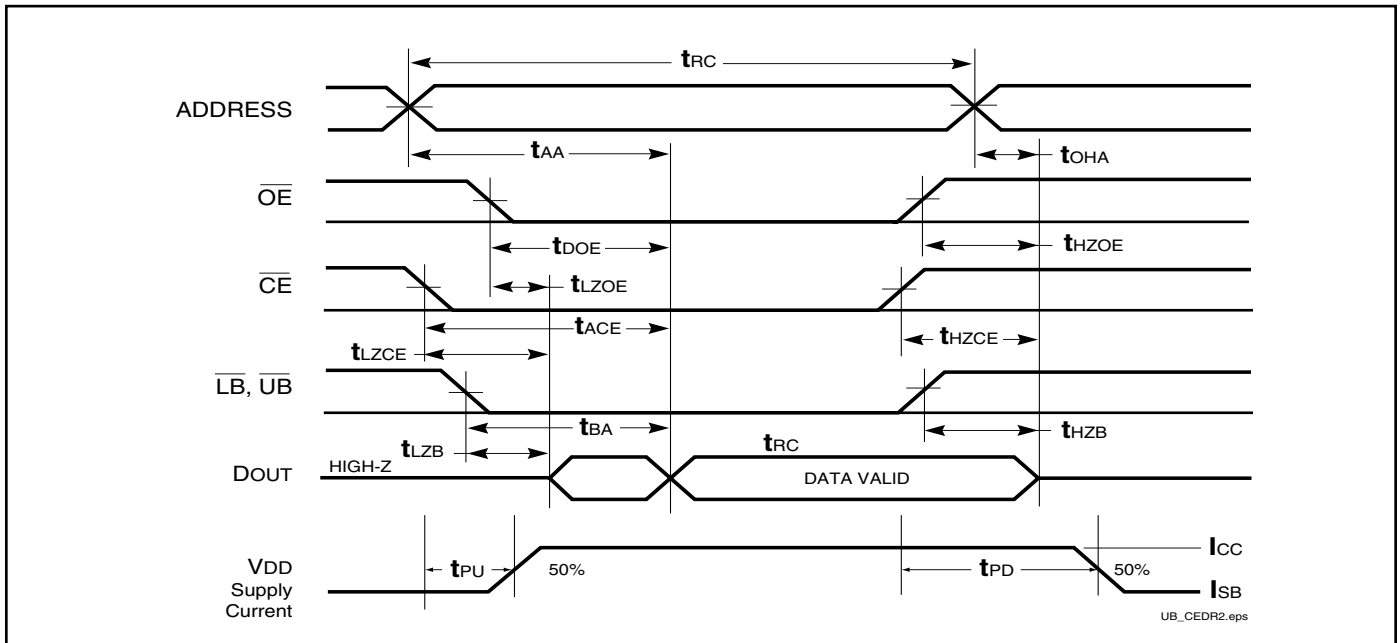 tRC
ADDRESS
tAA
tOHA
OE
tDOE
tHZOE
CE
tLZOE
tACE
tHZCE
tLZCE
LB, UB
tBA
tHZB
tLZB
tRC
DOUT
HIGH-Z
DATA VALID
ICC
VDD
tPU
50%
tPD
50%
Supply
ISB
Current
UB_CEDR2.eps